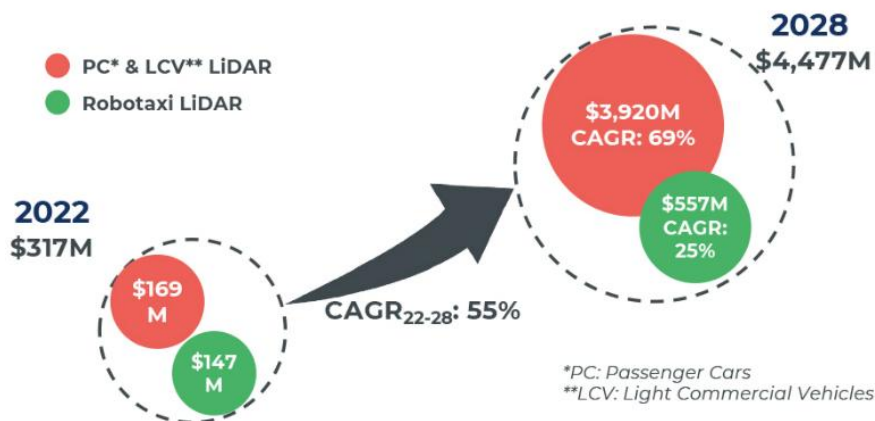 PC* & LCV** LiDAR
Robotaxi LiDAR
2022
$317M
$169
M
$147
M
CAGR22-28: 55%
2028
$4,477M
$3,920M
CAGR: 69%
$557M
CAGR:
25%
*PC: Passenger Cars
**LCV: Light Commercial Vehicles